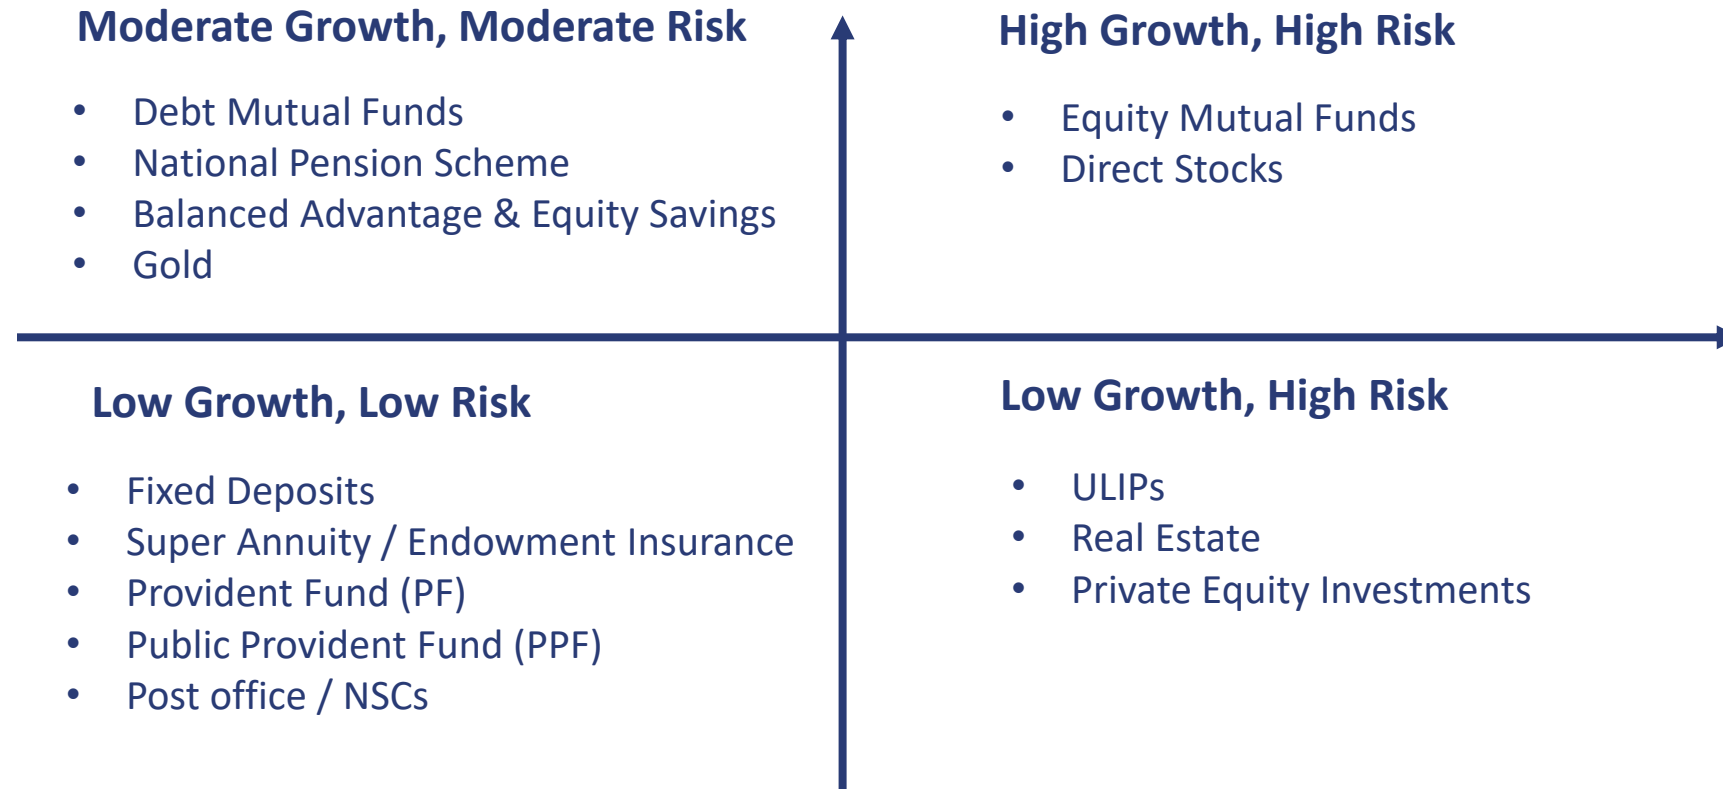 Moderate Growth, Moderate Risk
• Debt Mutual Funds
• National Pension Scheme
• Balanced Advantage & Equity Savings
• Gold
High Growth, High Risk
• Equity Mutual Funds
• Direct Stocks
Low Growth, Low Risk
• Fixed Deposits
• Super Annuity / Endowment Insurance
• Provident Fund (PF)
• Public Provident Fund (PPF)
• Post office / NSCs
Low Growth, High Risk
• ULIPs
• Real Estate
• Private Equity Investments